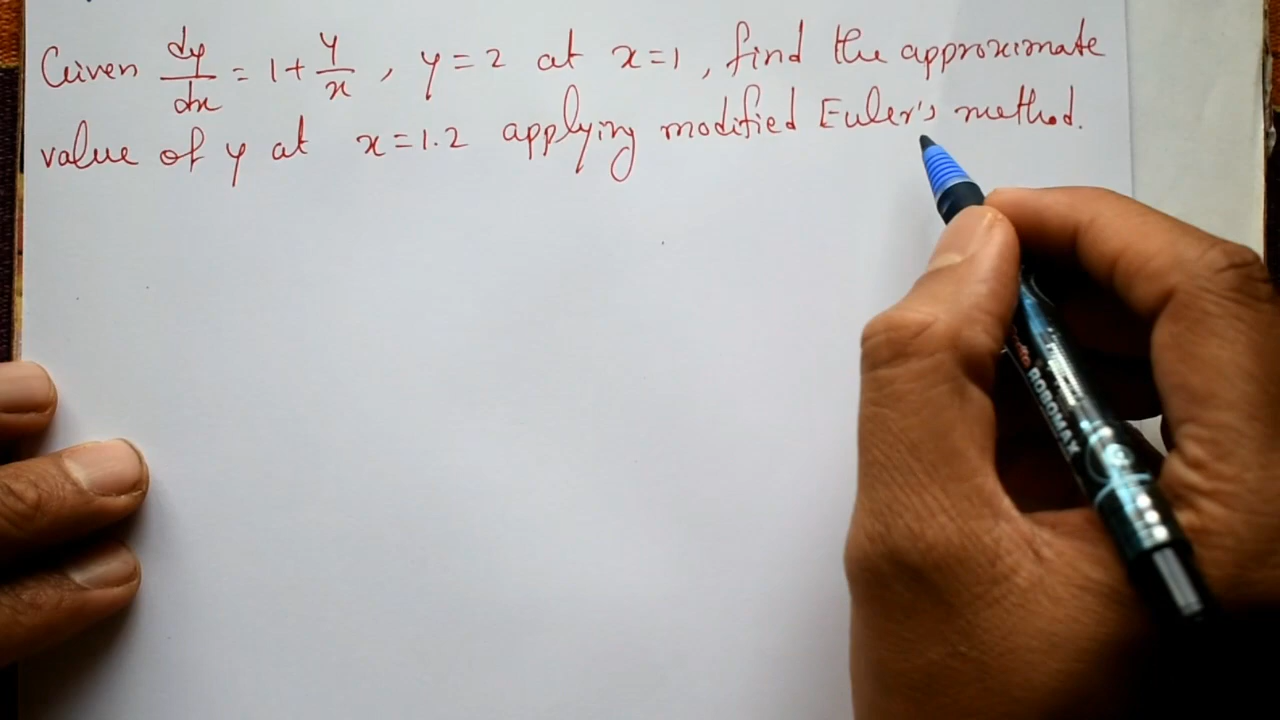 Given dy/dx = 1 + y/x , y = 2 at x = 1 , find the approximate
value of y at x = 1.2 applying modified Euler's method.
ROBOMAX